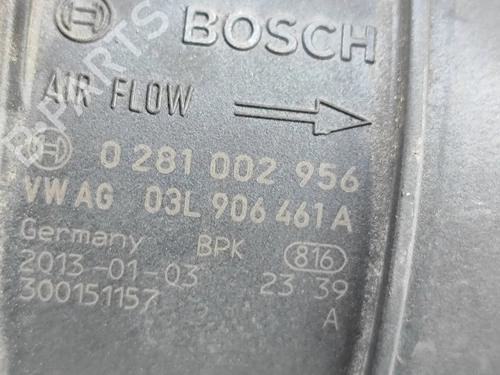 BOSCH
AIR FLOW
0 281 002 956
VW AG 03L 906 461 A
Germany BPK 816
2013-01-03 23 39
300151157 A
B-PARTS